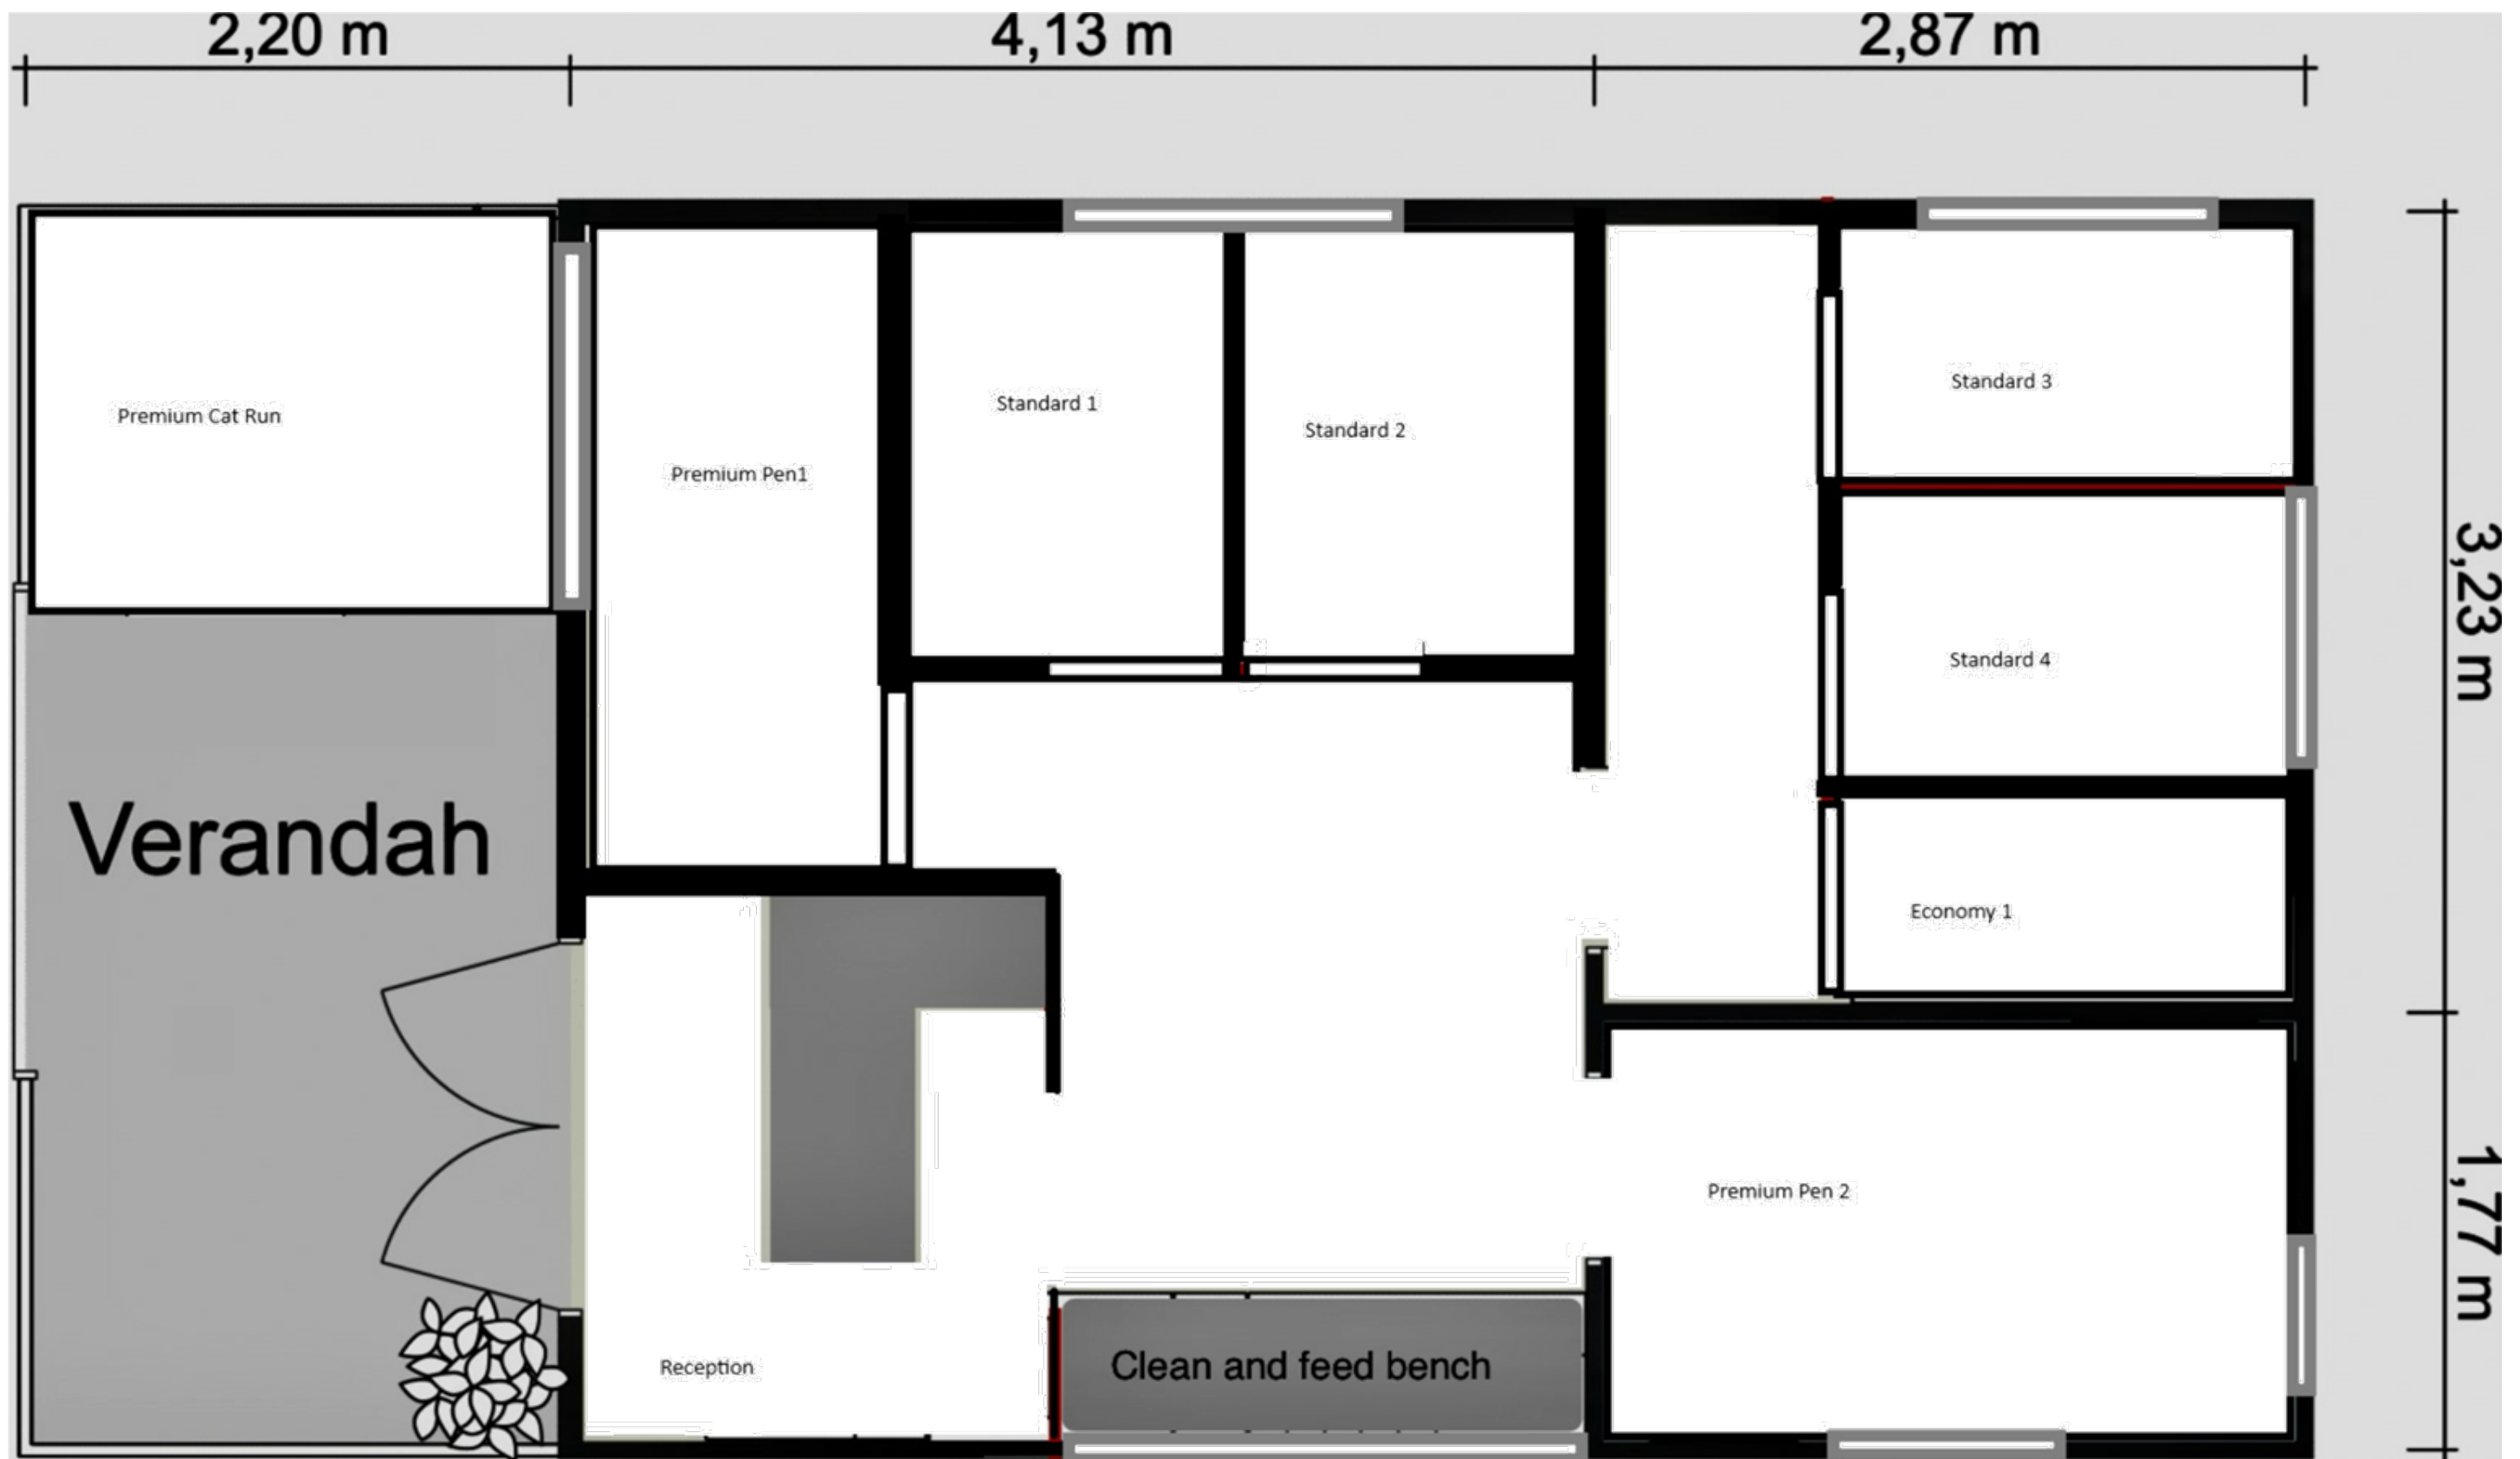 2,20 m
4,13 m
2,87 m
Premium Cat Run
Premium Pen1
Standard 1
Standard 2
Standard 3
3,23 m
Standard 4
Verandah
Economy 1
Premium Pen 2
1,77 m
Reception
Clean and feed bench